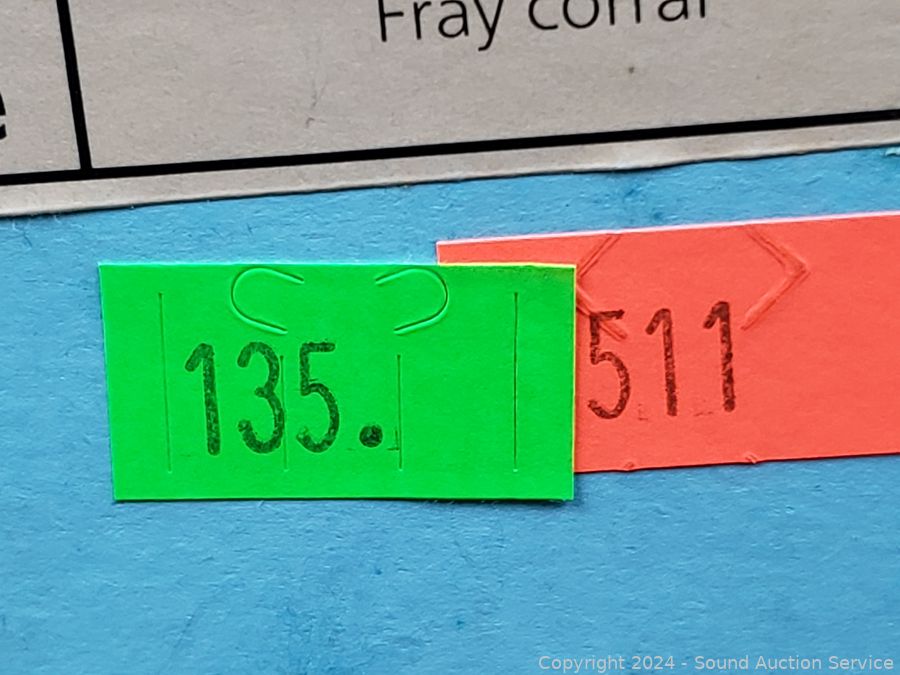 Fray corral
135.
511
Copyright 2024 - Sound Auction Service